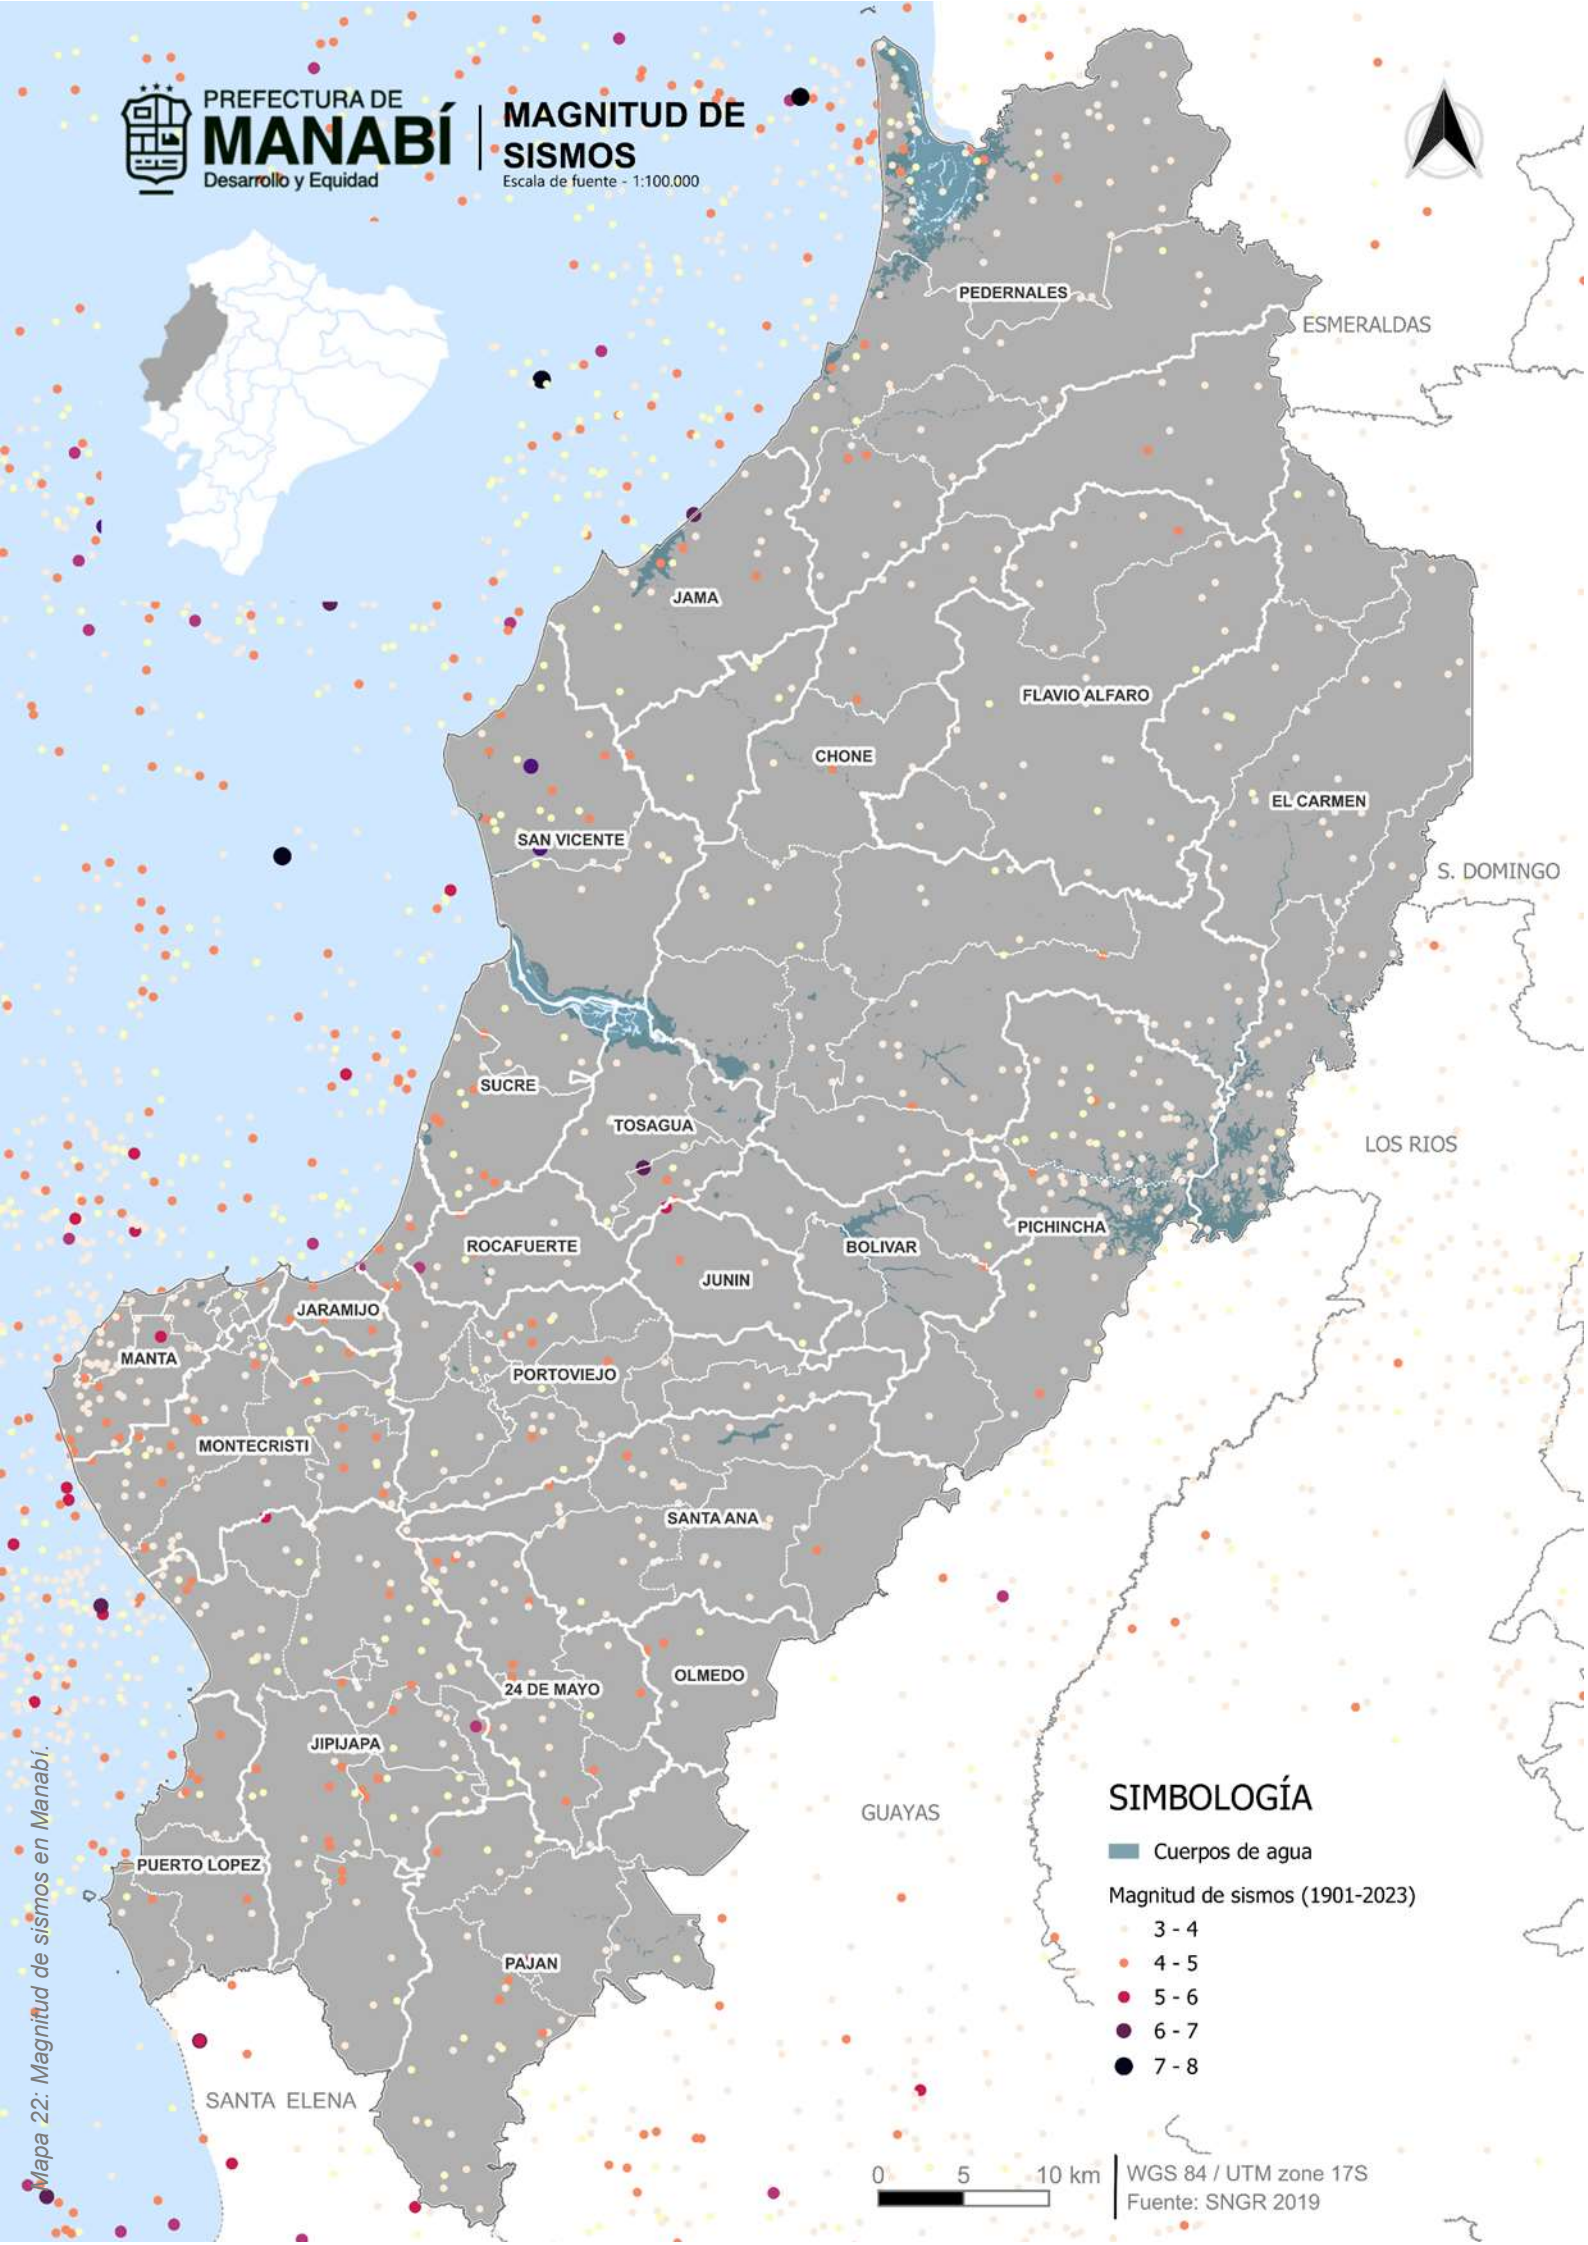 PREFECTURA DE
MANABÍ
Desarrollo y Equidad
MAGNITUD DE
SISMOS
Escala de fuente - 1:100.000
PEDERNALES
ESMERALDAS
JAMA
FLAVIO ALFARO
CHONE
EL CARMEN
SAN VICENTE
S. DOMINGO
SUCRE
TOSAGUA
LOS RIOS
PICHINCHA
ROCAFUERTE
BOLIVAR
JUNIN
JARAMIJO
MANTA
PORTOVIEJO
MONTECRISTI
SANTA ANA
OLMEDO
24 DE MAYO
JIPIJAPA
GUAYAS
PUERTO LOPEZ
PAJAN
SANTA ELENA
SIMBOLOGÍA
Cuerpos de agua
Magnitud de sismos (1901-2023)
3 - 4
4 - 5
5 - 6
6 - 7
7 - 8
0 5 10 km
WGS 84 / UTM zone 17S
Fuente: SNGR 2019
Mapa 22: Magnitud de sismos en Manabí.